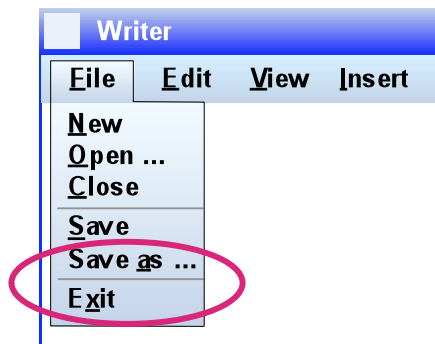 Writer
File Edit View Insert
New
Open ...
Close
Save
Save as ...
Exit